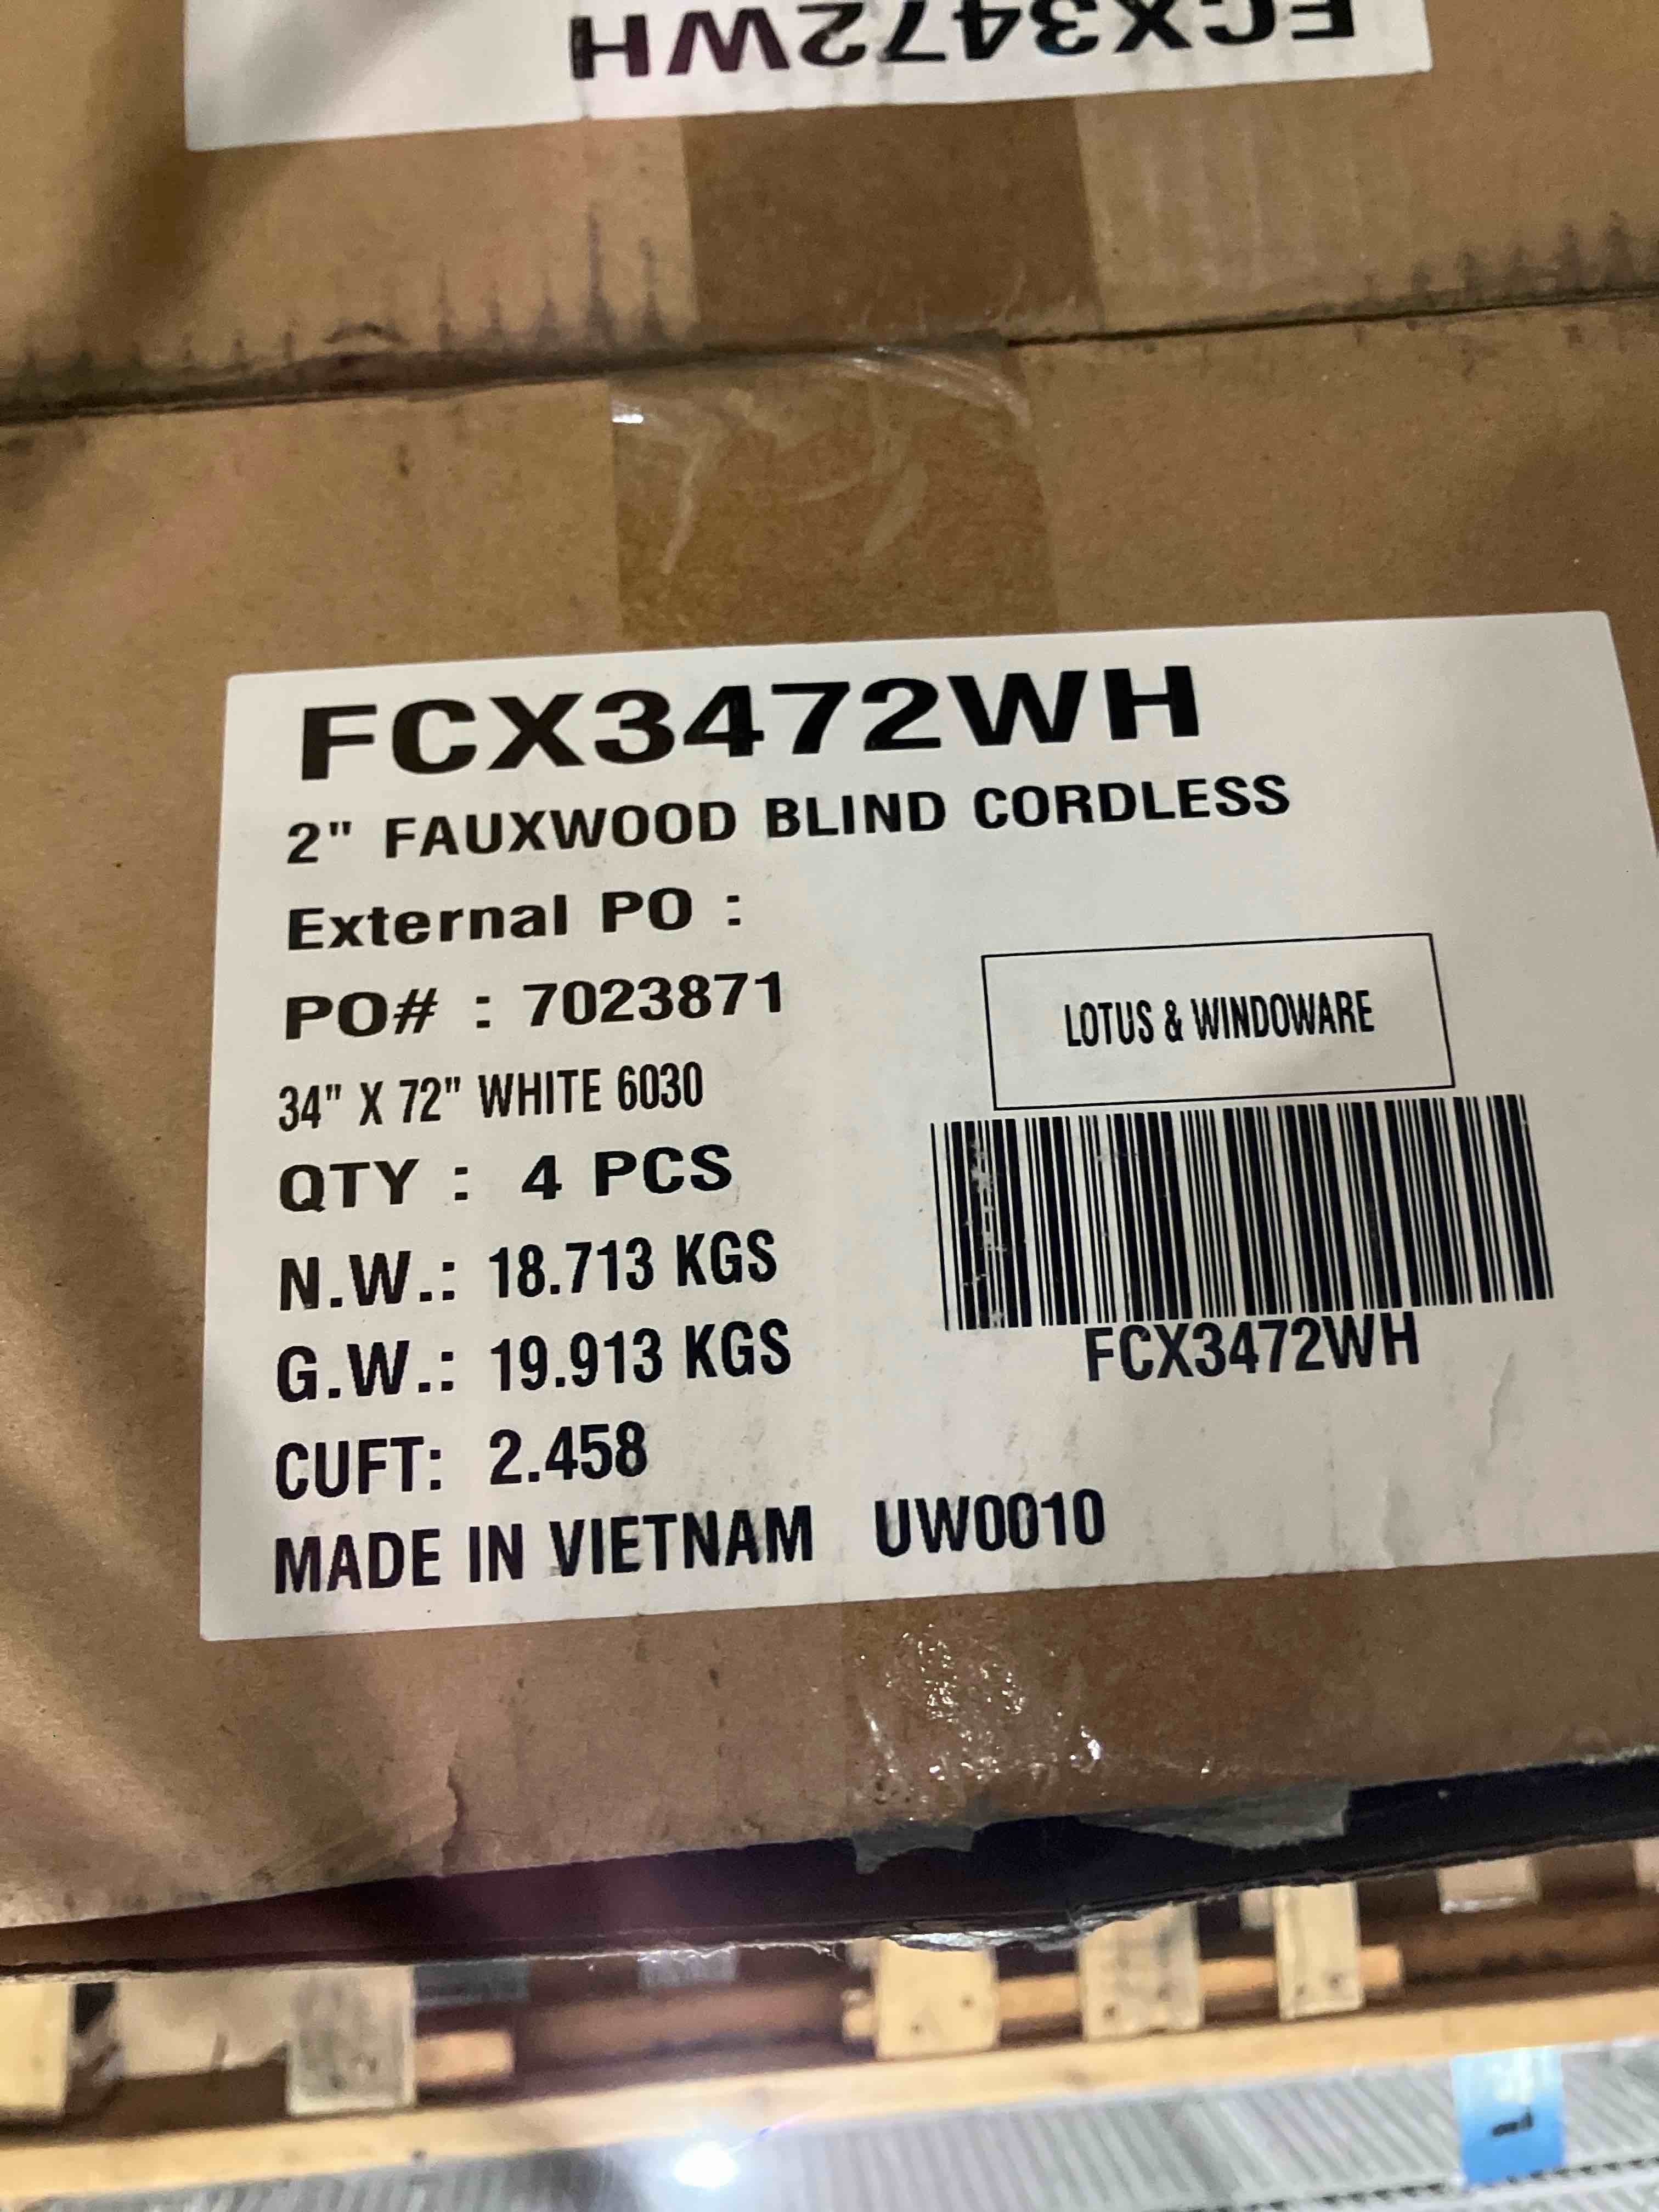 FCX3472WH
FCX3472WH
2" FAUXWOOD BLIND CORDLESS
External PO :
PO# : 7023871
LOTUS & WINDOWARE
34" X 72" WHITE 6030
QTY : 4 PCS
N.W.: 18.713 KGS
FCX3472WH
G.W.: 19.913 KGS
CUFT: 2.458
MADE IN VIETNAM UW0010